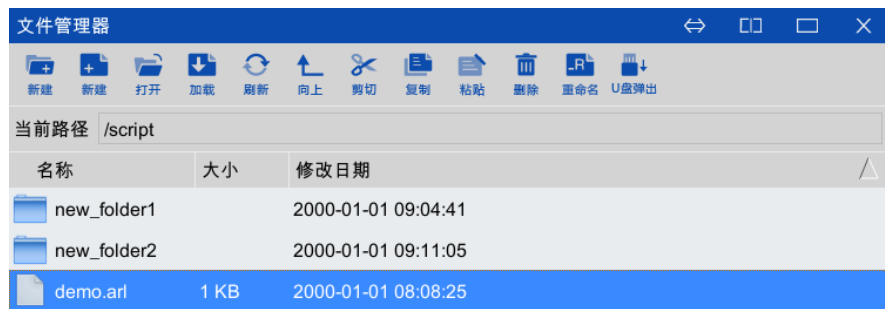 文件管理器
新建 新建 打开 加载 刷新 向上 剪切 复制 粘贴 删除 重命名 U盘弹出
当前路径 /script
名称 大小 修改日期
new_folder1 2000-01-01 09:04:41
new_folder2 2000-01-01 09:11:05
demo.arl 1 KB 2000-01-01 08:08:25